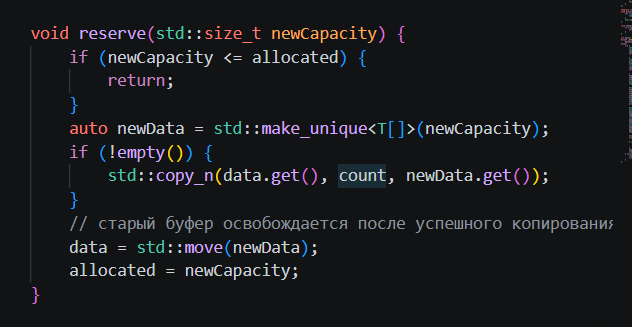 void reserve(std::size_t newCapacity) {
if (newCapacity <= allocated) {
return;
}
auto newData = std::make_unique<T[]>(newCapacity);
if (!empty()) {
std::copy_n(data.get(), count, newData.get());
}
// старый буфер освобождается после успешного копирования
data = std::move(newData);
allocated = newCapacity;
}